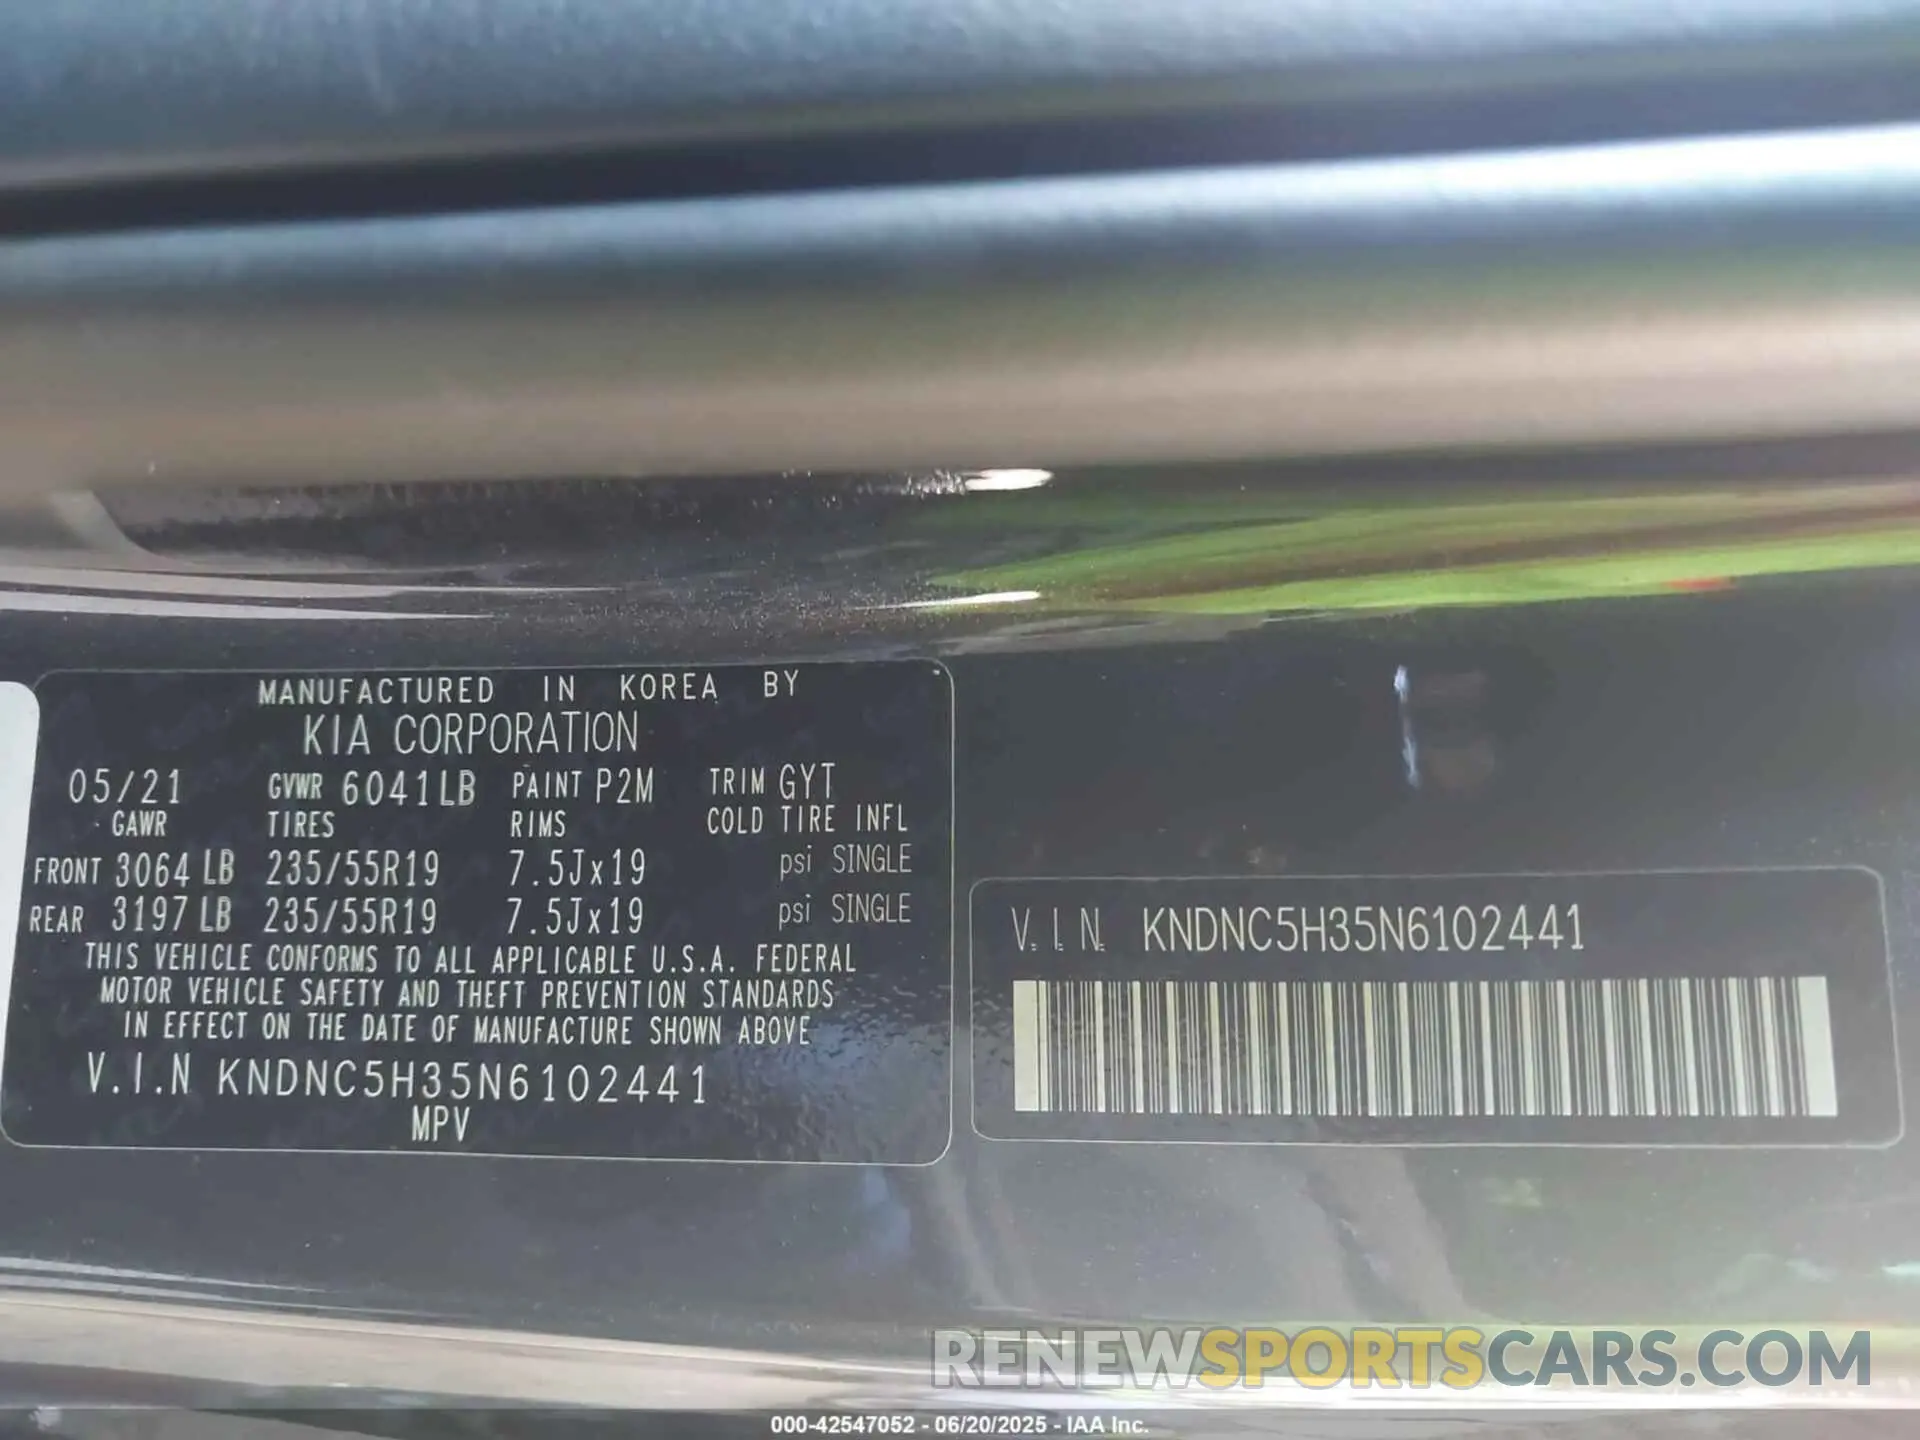 MANUFACTURED IN KOREA BY
KIA CORPORATION
05/21 GVWR 6041LB PAINT P2M TRIM GYT
GAWR TIRES RIMS COLD TIRE INFL
FRONT 3064 LB 235/55R19 7.5Jx19 psi SINGLE
REAR 3197 LB 235/55R19 7.5Jx19 psi SINGLE
THIS VEHICLE CONFORMS TO ALL APPLICABLE U.S.A. FEDERAL
MOTOR VEHICLE SAFETY AND THEFT PREVENTION STANDARDS
IN EFFECT ON THE DATE OF MANUFACTURE SHOWN ABOVE
V.I.N KNDNC5H35N6102441
MPV
V.I.N. KNDNC5H35N6102441
RENEWSPORTSCARS.COM
000-42547052 - 06/20/2025 - IAA Inc.